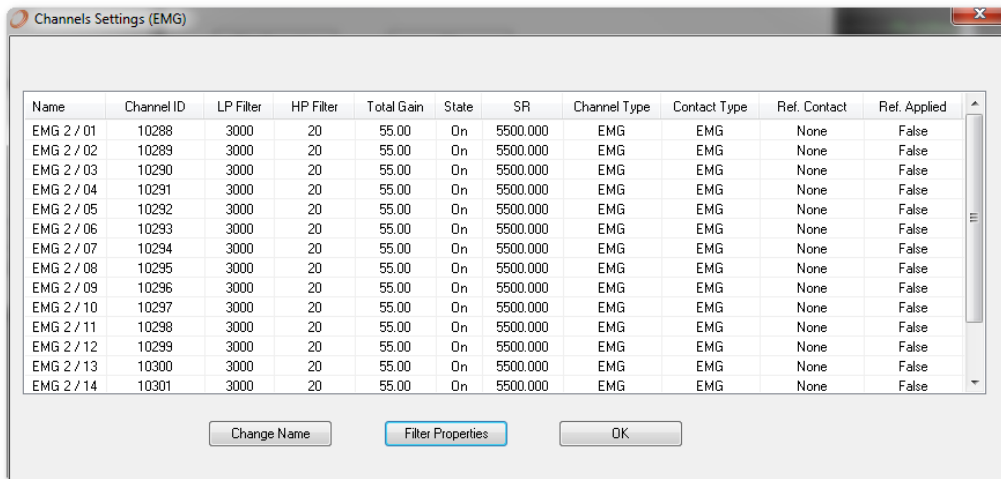 Channels Settings (EMG)
Name Channel ID LP Filter HP Filter Total Gain State SR Channel Type Contact Type Ref. Contact Ref. Applied
EMG 2 / 01 10288 3000 20 55.00 On 5500.000 EMG EMG None False
EMG 2 / 02 10289 3000 20 55.00 On 5500.000 EMG EMG None False
EMG 2 / 03 10290 3000 20 55.00 On 5500.000 EMG EMG None False
EMG 2 / 04 10291 3000 20 55.00 On 5500.000 EMG EMG None False
EMG 2 / 05 10292 3000 20 55.00 On 5500.000 EMG EMG None False
EMG 2 / 06 10293 3000 20 55.00 On 5500.000 EMG EMG None False
EMG 2 / 07 10294 3000 20 55.00 On 5500.000 EMG EMG None False
EMG 2 / 08 10295 3000 20 55.00 On 5500.000 EMG EMG None False
EMG 2 / 09 10296 3000 20 55.00 On 5500.000 EMG EMG None False
EMG 2 / 10 10297 3000 20 55.00 On 5500.000 EMG EMG None False
EMG 2 / 11 10298 3000 20 55.00 On 5500.000 EMG EMG None False
EMG 2 / 12 10299 3000 20 55.00 On 5500.000 EMG EMG None False
EMG 2 / 13 10300 3000 20 55.00 On 5500.000 EMG EMG None False
EMG 2 / 14 10301 3000 20 55.00 On 5500.000 EMG EMG None False
Change Name Filter Properties OK